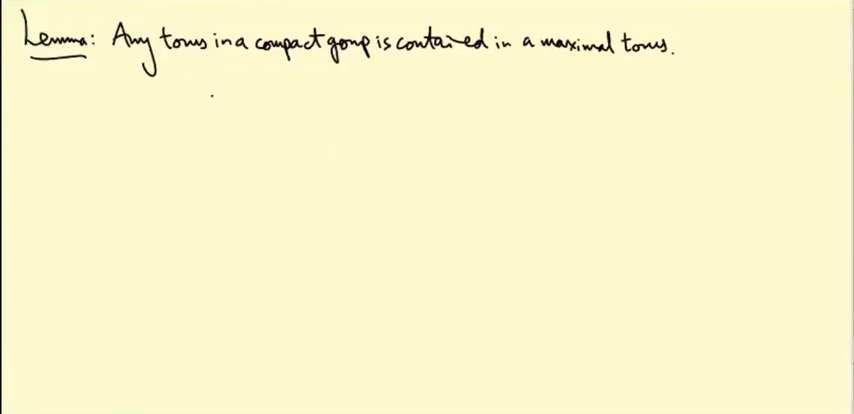 Lemma: Any torus in a compact group is contained in a maximal torus.